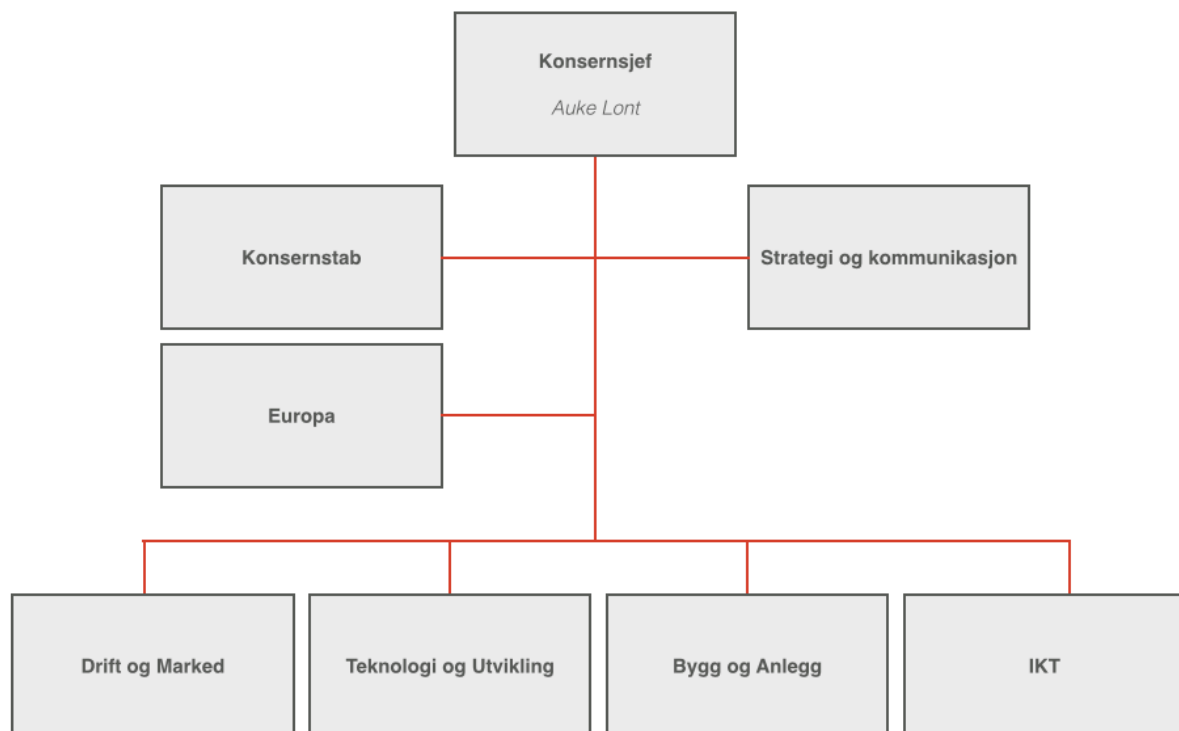 Konsernsjef
Auke Lont
Konsernstab
Strategi og kommunikasjon
Europa
Drift og Marked
Teknologi og Utvikling
Bygg og Anlegg
IKT